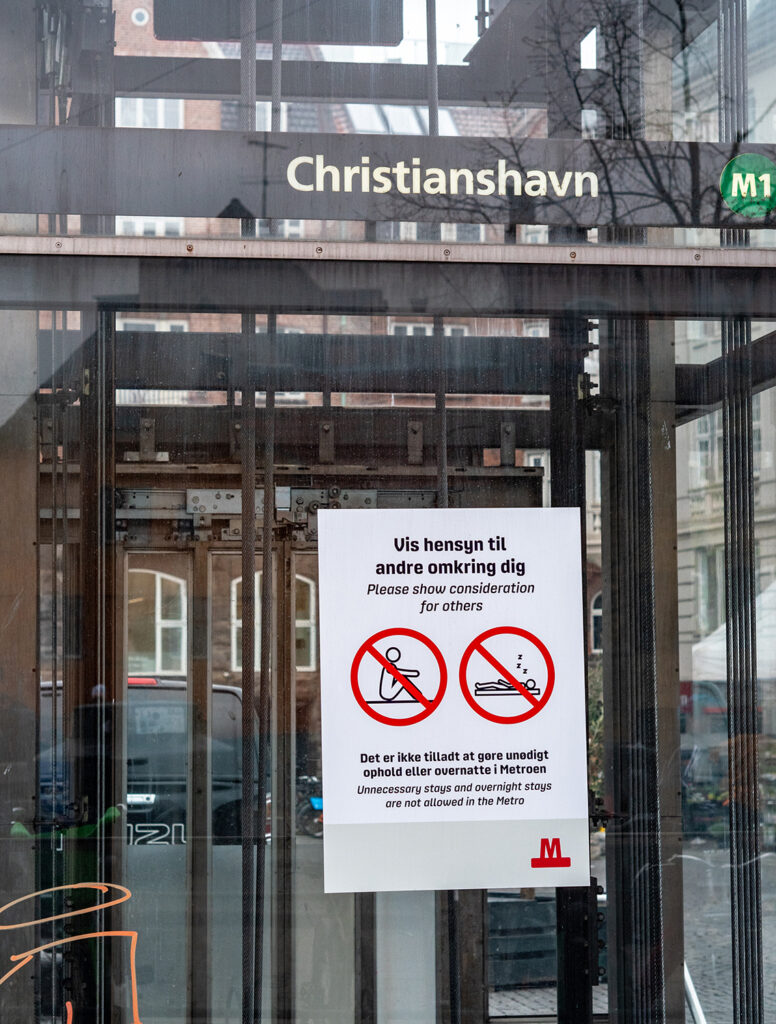 Christianshavn
M1
Vis hensyn til
andre omkring dig
Please show consideration
for others
z
z
z
Det er ikke tilladt at gøre unødigt
ophold eller overnatte i Metroen
Unnecessary stays and overnight stays
are not allowed in the Metro
M